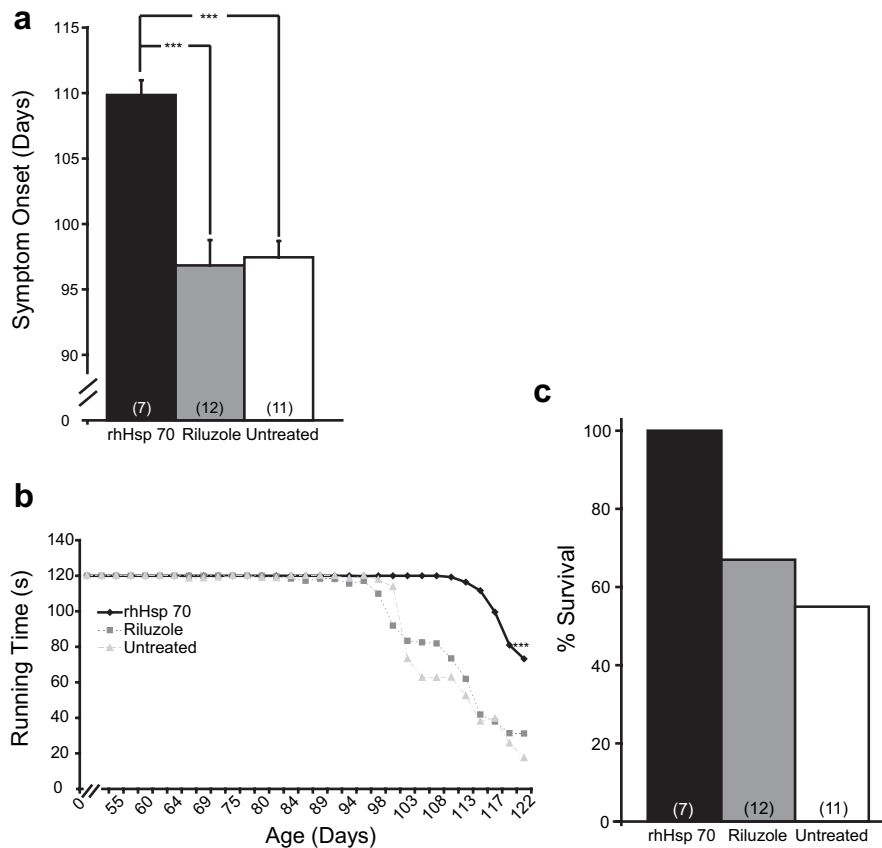 a
Symptom Onset (Days)
115
110
105
100
95
90
0
***
***
(7)
(12)
(11)
rhHsp 70
Riluzole
Untreated
b
Running Time (s)
140
120
100
80
60
40
20
0
rhHsp 70
Riluzole
Untreated
***
0
55
60
64
69
75
80
84
89
94
98
103
108
113
117
122
Age (Days)
c
% Survival
100
80
60
40
20
0
(7)
(12)
(11)
rhHsp 70
Riluzole
Untreated